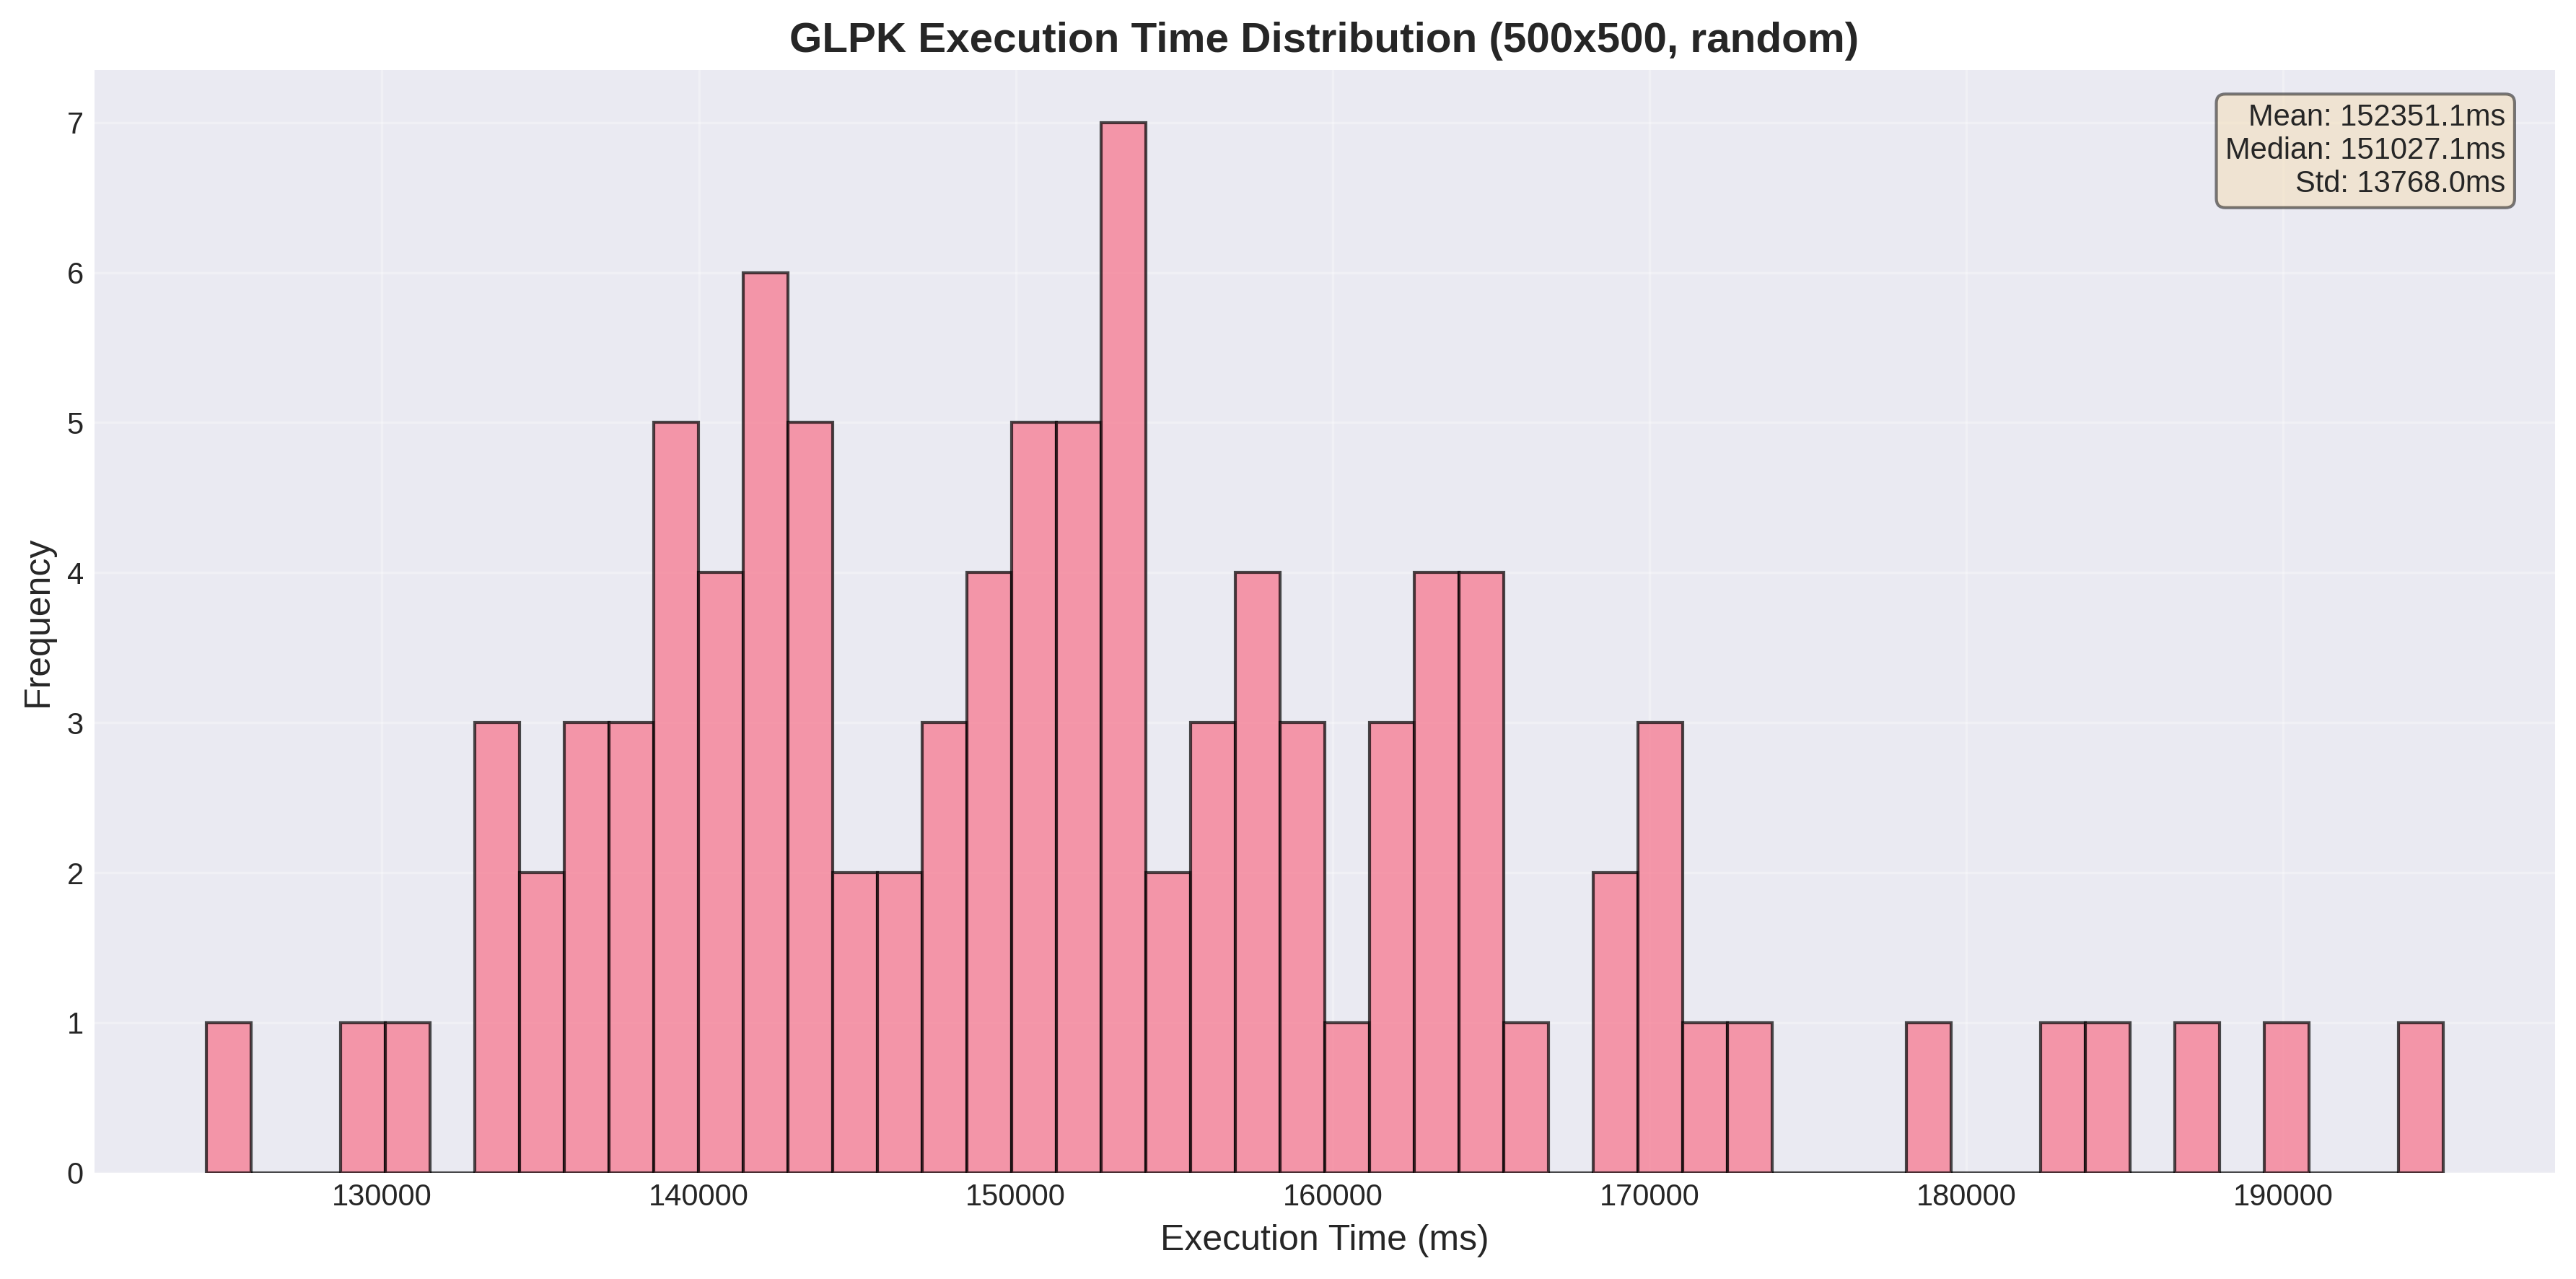 GLPK Execution Time Distribution (500x500, random)
Mean: 152351.1ms
Median: 151027.1ms
Std: 13768.0ms
Frequency
7
6
5
4
3
2
1
0
130000 140000 150000 160000 170000 180000 190000
Execution Time (ms)